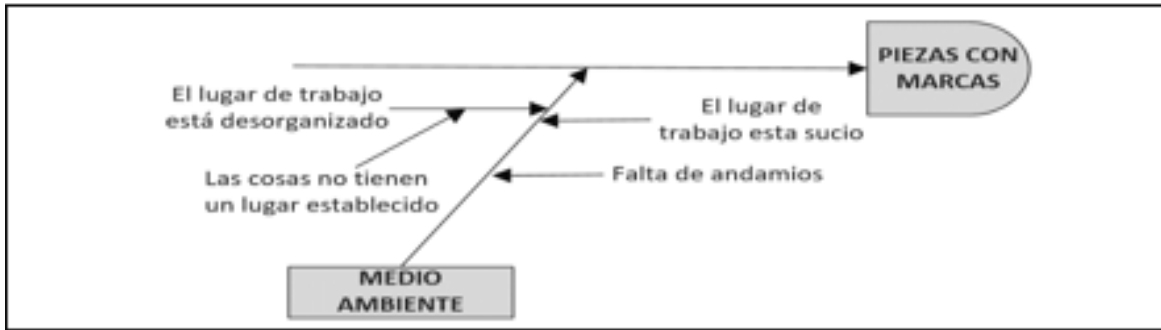 PIEZAS CON
MARCAS
El lugar de trabajo
está desorganizado
El lugar de
trabajo esta sucio
Las cosas no tienen
un lugar establecido
Falta de andamios
MEDIO
AMBIENTE